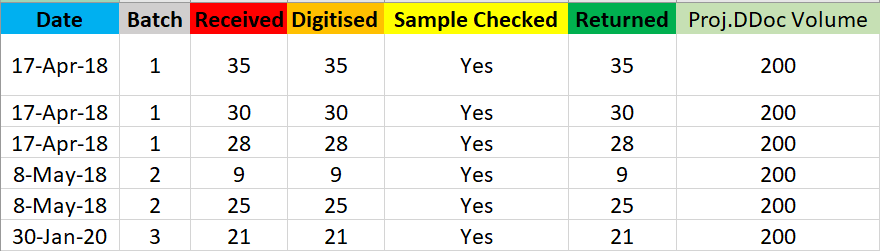 Date Batch Received Digitised Sample Checked Returned Proj.DDoc Volume
17-Apr-18 1 35 35 Yes 35 200
17-Apr-18 1 30 30 Yes 30 200
17-Apr-18 1 28 28 Yes 28 200
8-May-18 2 9 9 Yes 9 200
8-May-18 2 25 25 Yes 25 200
30-Jan-20 3 21 21 Yes 21 200